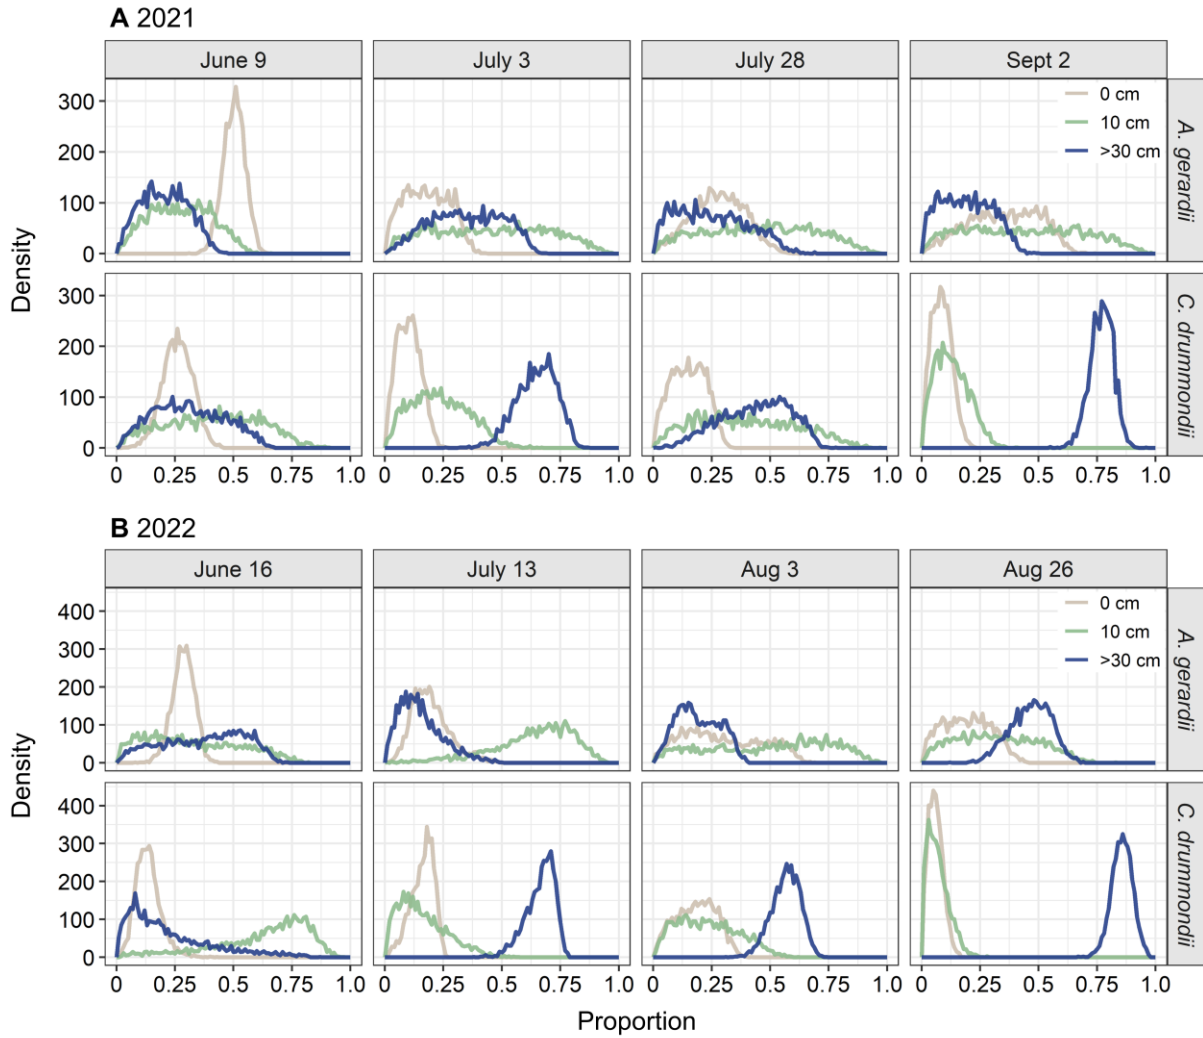 A 2021
June 9 July 3 July 28 Sept 2
300
200
100
0
0 cm
10 cm
>30 cm
A. gerardii
Density
300
200
100
0
C. drummondii
0 0.25 0.5 0.75 1.0 0 0.25 0.5 0.75 1.0 0 0.25 0.5 0.75 1.0 0 0.25 0.5 0.75 1.0
B 2022
June 16 July 13 Aug 3 Aug 26
400
300
200
100
0
0 cm
10 cm
>30 cm
A. gerardii
Density
400
300
200
100
0
C. drummondii
0 0.25 0.5 0.75 1.0 0 0.25 0.5 0.75 1.0 0 0.25 0.5 0.75 1.0 0 0.25 0.5 0.75 1.0
Proportion